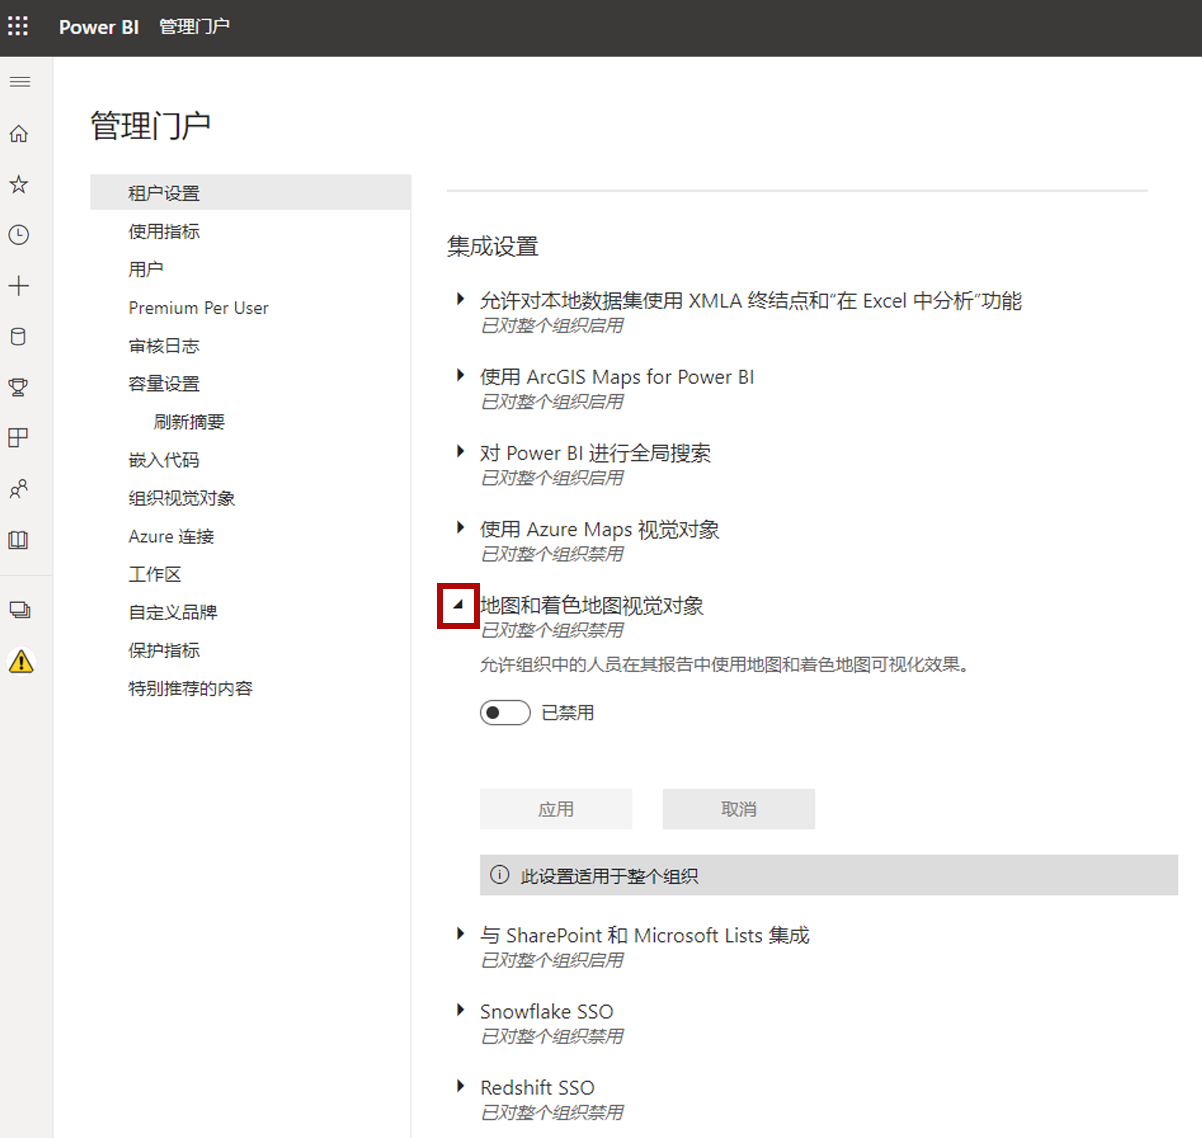 Power BI 管理门户
管理门户
租户设置
使用指标
用户
Premium Per User
审核日志
容量设置
刷新摘要
嵌入代码
组织视觉对象
Azure 连接
工作区
自定义品牌
保护指标
特别推荐的内容
集成设置
允许对本地数据集使用 XMLA 终结点和“在 Excel 中分析”功能
已对整个组织启用
使用 ArcGIS Maps for Power BI
已对整个组织启用
对 Power BI 进行全局搜索
已对整个组织启用
使用 Azure Maps 视觉对象
已对整个组织禁用
地图和着色地图视觉对象
已对整个组织禁用
允许组织中的人员在其报告中使用地图和着色地图可视化效果。
已禁用
应用 取消
此设置适用于整个组织
与 SharePoint 和 Microsoft Lists 集成
已对整个组织启用
Snowflake SSO
已对整个组织禁用
Redshift SSO
已对整个组织禁用